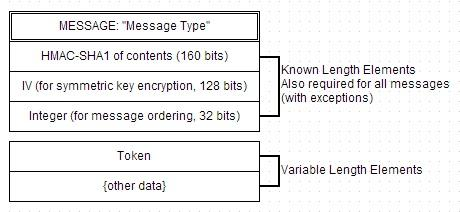 MESSAGE: "Message Type"
HMAC-SHA1 of contents (160 bits)
IV (for symmetric key encryption, 128 bits)
Integer (for message ordering, 32 bits)
Known Length Elements
Also required for all messages
(with exceptions)
Token
{other data}
Variable Length Elements